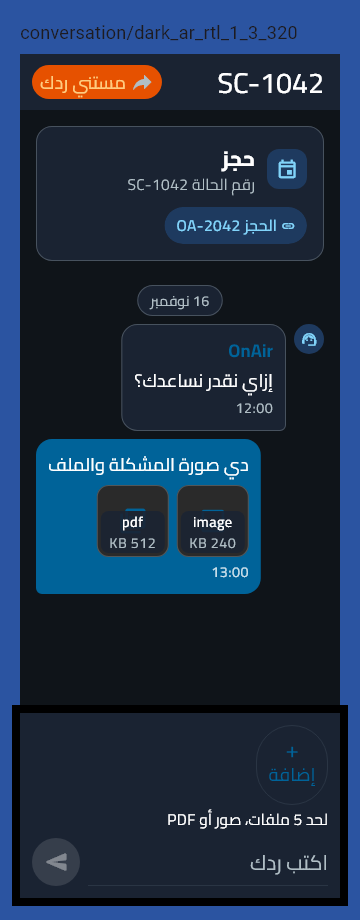 conversation/dark_ar_rtl_1_3_320
SC-1042
مستني ردك
حجز
رقم الحالة SC-1042
الحجز OA-2042
16 نوفمبر
OnAir
إزاي نقدر نساعدك؟
12:00
دي صورة المشكلة والملف
image
240 KB
pdf
512 KB
13:00
+
إضافة
لحد 5 ملفات، صور أو PDF
اكتب ردك